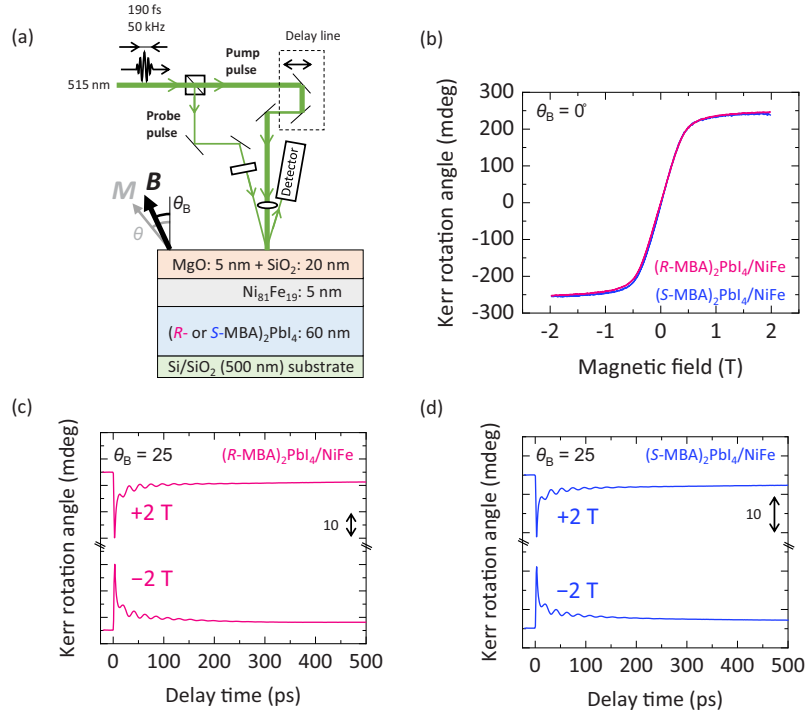 (a)
190 fs
50 kHz
515 nm
Pump
pulse
Delay line
Probe
pulse
Detector
M
B
θ
θB
MgO: 5 nm + SiO₂: 20 nm
Ni₈₁Fe₁₉: 5 nm
(R- or S-MBA)₂PbI₄: 60 nm
Si/SiO₂ (500 nm) substrate
(b)
θB = 0°
Kerr rotation angle (mdeg)
300
200
100
0
-100
-200
-300
(R-MBA)₂PbI₄/NiFe
(S-MBA)₂PbI₄/NiFe
-2 -1 0 1 2
Magnetic field (T)
(c)
θB = 25
(R-MBA)₂PbI₄/NiFe
Kerr rotation angle (mdeg)
+2 T
10
−2 T
0 100 200 300 400 500
Delay time (ps)
(d)
θB = 25
(S-MBA)₂PbI₄/NiFe
Kerr rotation angle (mdeg)
+2 T
10
−2 T
0 100 200 300 400 500
Delay time (ps)